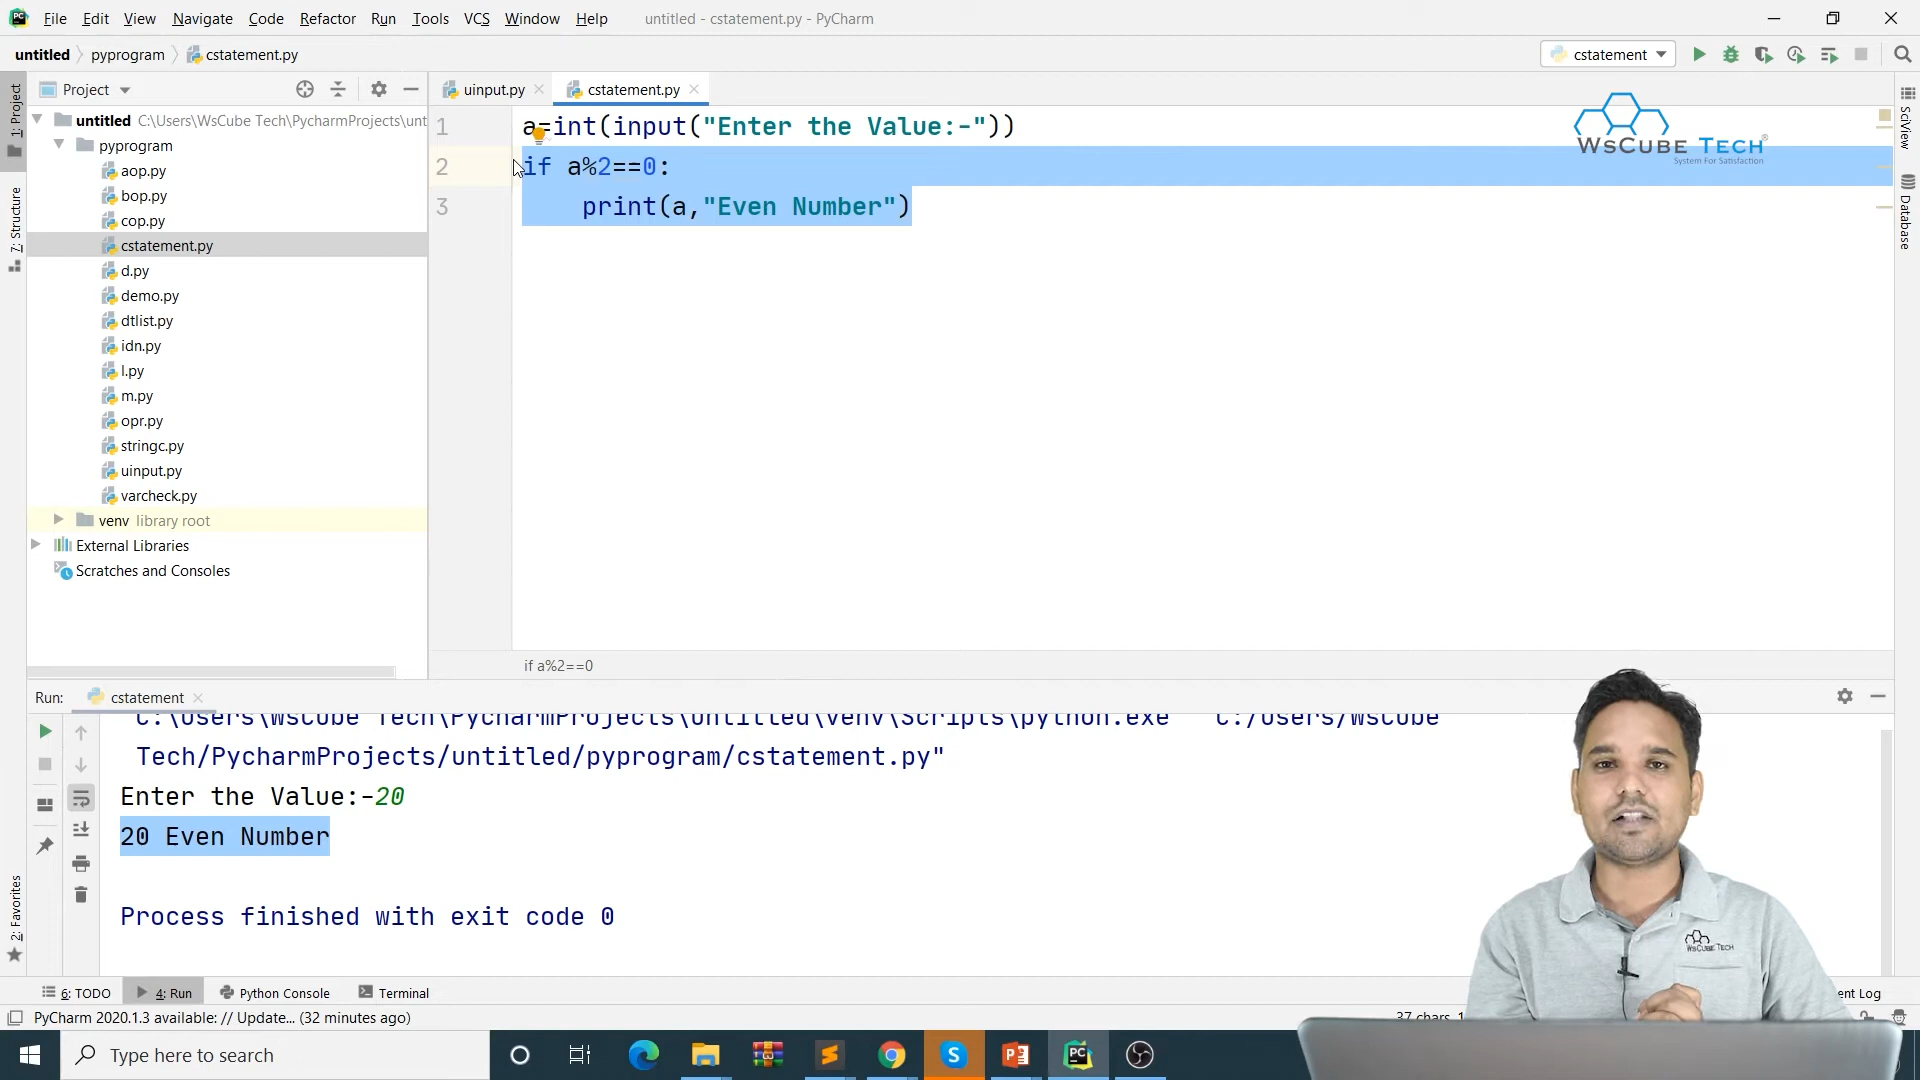 File Edit View Navigate Code Refactor Run Tools VCS Window Help untitled - cstatement.py - PyCharm
untitled pyprogram cstatement.py cstatement
1: Project
Project
uinput.py cstatement.py
untitled C:\Users\WsCube Tech\PycharmProjects\unt
pyprogram
aop.py
bop.py
cop.py
cstatement.py
d.py
demo.py
dtlist.py
idn.py
l.py
m.py
opr.py
stringc.py
uinput.py
varcheck.py
venv library root
External Libraries
Scratches and Consoles
7: Structure
2: Favorites
1 a=int(input("Enter the Value:-"))
2 if a%2==0:
3 print(a,"Even Number")
if a%2==0
WSCUBE TECH
System For Satisfaction
SciView
Database
Run: cstatement
C:\Users\WsCube Tech\PycharmProjects\untitled\venv\Scripts\python.exe" "C:/Users/WsCube
Tech/PycharmProjects/untitled/pyprogram/cstatement.py"
Enter the Value:-20
20 Even Number
Process finished with exit code 0
WSCUBE TECH
6: TODO 4: Run Python Console Terminal ent Log
PyCharm 2020.1.3 available: // Update... (32 minutes ago) 37 chars, 1
Type here to search